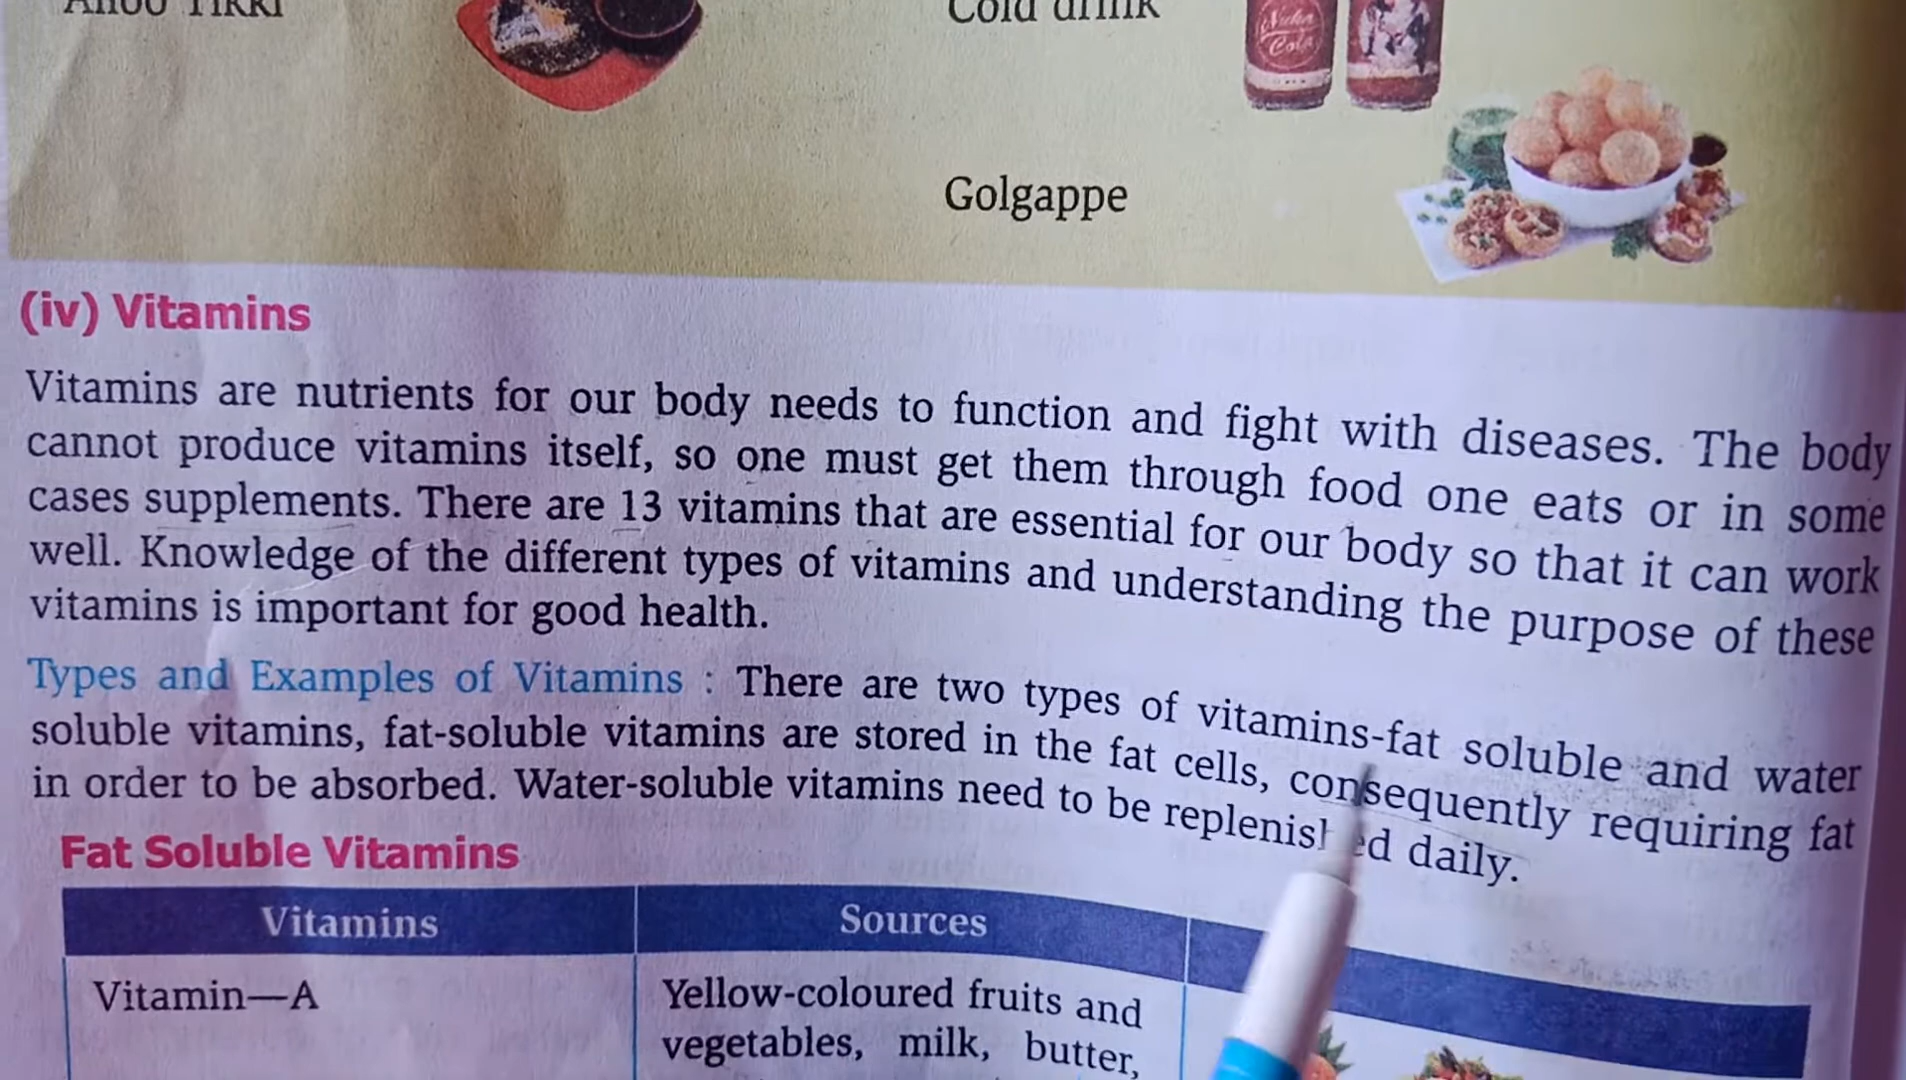 Alloo Tikki
Cold drink
Nuka
Cola
Golgappe
(iv) Vitamins
Vitamins are nutrients for our body needs to function and fight with diseases. The body
cannot produce vitamins itself, so one must get them through food one eats or in some
cases supplements. There are 13 vitamins that are essential for our body so that it can work
well. Knowledge of the different types of vitamins and understanding the purpose of these
vitamins is important for good health.
Types and Examples of Vitamins : There are two types of vitamins-fat soluble and water
soluble vitamins, fat-soluble vitamins are stored in the fat cells, consequently requiring fat
in order to be absorbed. Water-soluble vitamins need to be replenished daily.
Fat Soluble Vitamins
Vitamins Sources
Vitamin—A Yellow-coloured fruits and
vegetables, milk, butter,